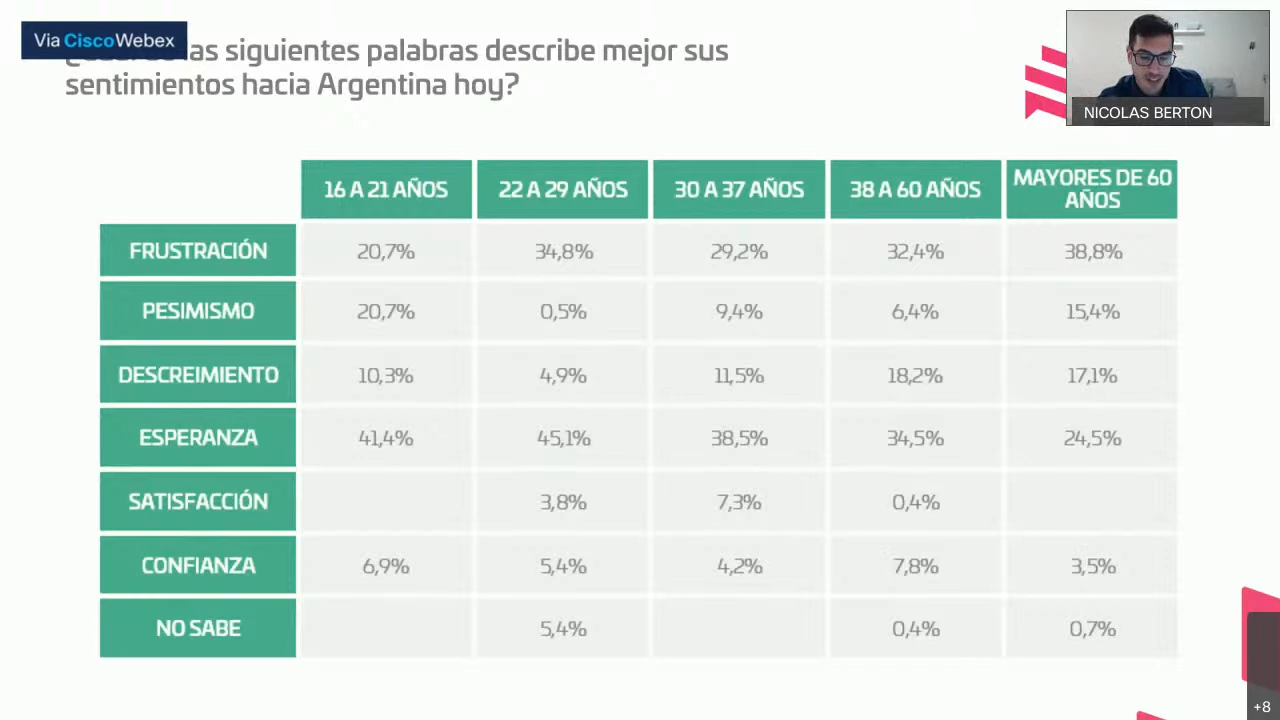 Via CiscoWebex
las siguientes palabras describe mejor sus
sentimientos hacia Argentina hoy?
NICOLAS BERTON
16 A 21 AÑOS 22 A 29 AÑOS 30 A 37 AÑOS 38 A 60 AÑOS MAYORES DE 60
AÑOS
FRUSTRACIÓN 20,7% 34,8% 29,2% 32,4% 38,8%
PESIMISMO 20,7% 0,5% 9,4% 6,4% 15,4%
DESCREIMIENTO 10,3% 4,9% 11,5% 18,2% 17,1%
ESPERANZA 41,4% 45,1% 38,5% 34,5% 24,5%
SATISFACCIÓN 3,8% 7,3% 0,4%
CONFIANZA 6,9% 5,4% 4,2% 7,8% 3,5%
NO SABE 5,4% 0,4% 0,7%
+8